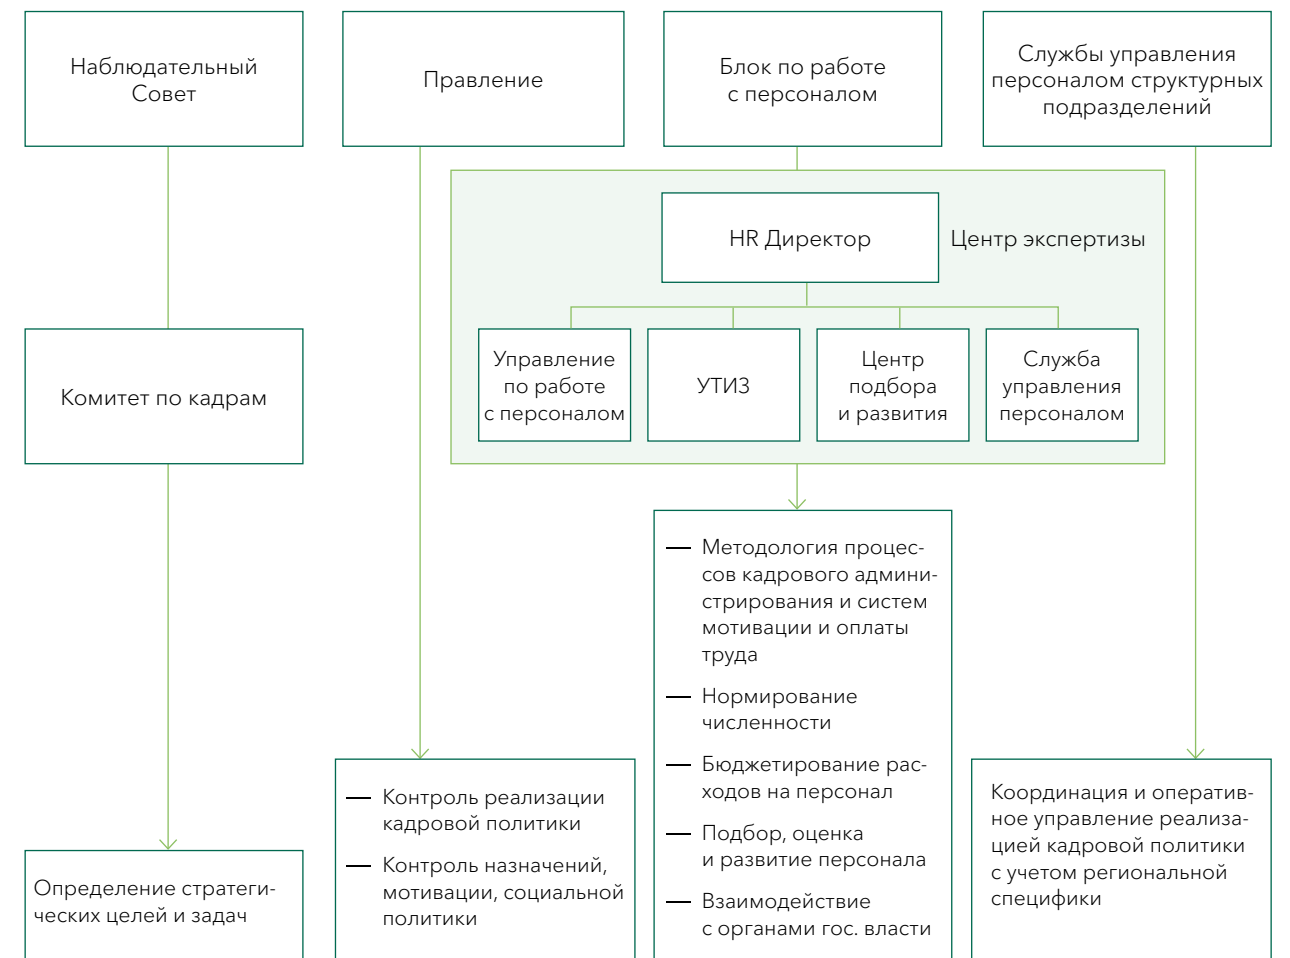 Наблюдательный
Совет
Правление
Блок по работе
с персоналом
Службы управления
персоналом структурных
подразделений
HR Директор
Центр экспертизы
Комитет по кадрам
Управление
по работе
с персоналом
УТИЗ
Центр
подбора
и развития
Служба
управления
персоналом
Определение стратеги-
ческих целей и задач
— Контроль реализации
кадровой политики
— Контроль назначений,
мотивации, социальной
политики
— Методология процес-
сов кадрового админи-
стрирования и систем
мотивации и оплаты
труда
— Нормирование
численности
— Бюджетирование рас-
ходов на персонал
— Подбор, оценка
и развитие персонала
— Взаимодействие
с органами гос. власти
Координация и оператив-
ное управление реализа-
цией кадровой политики
с учетом региональной
специфики